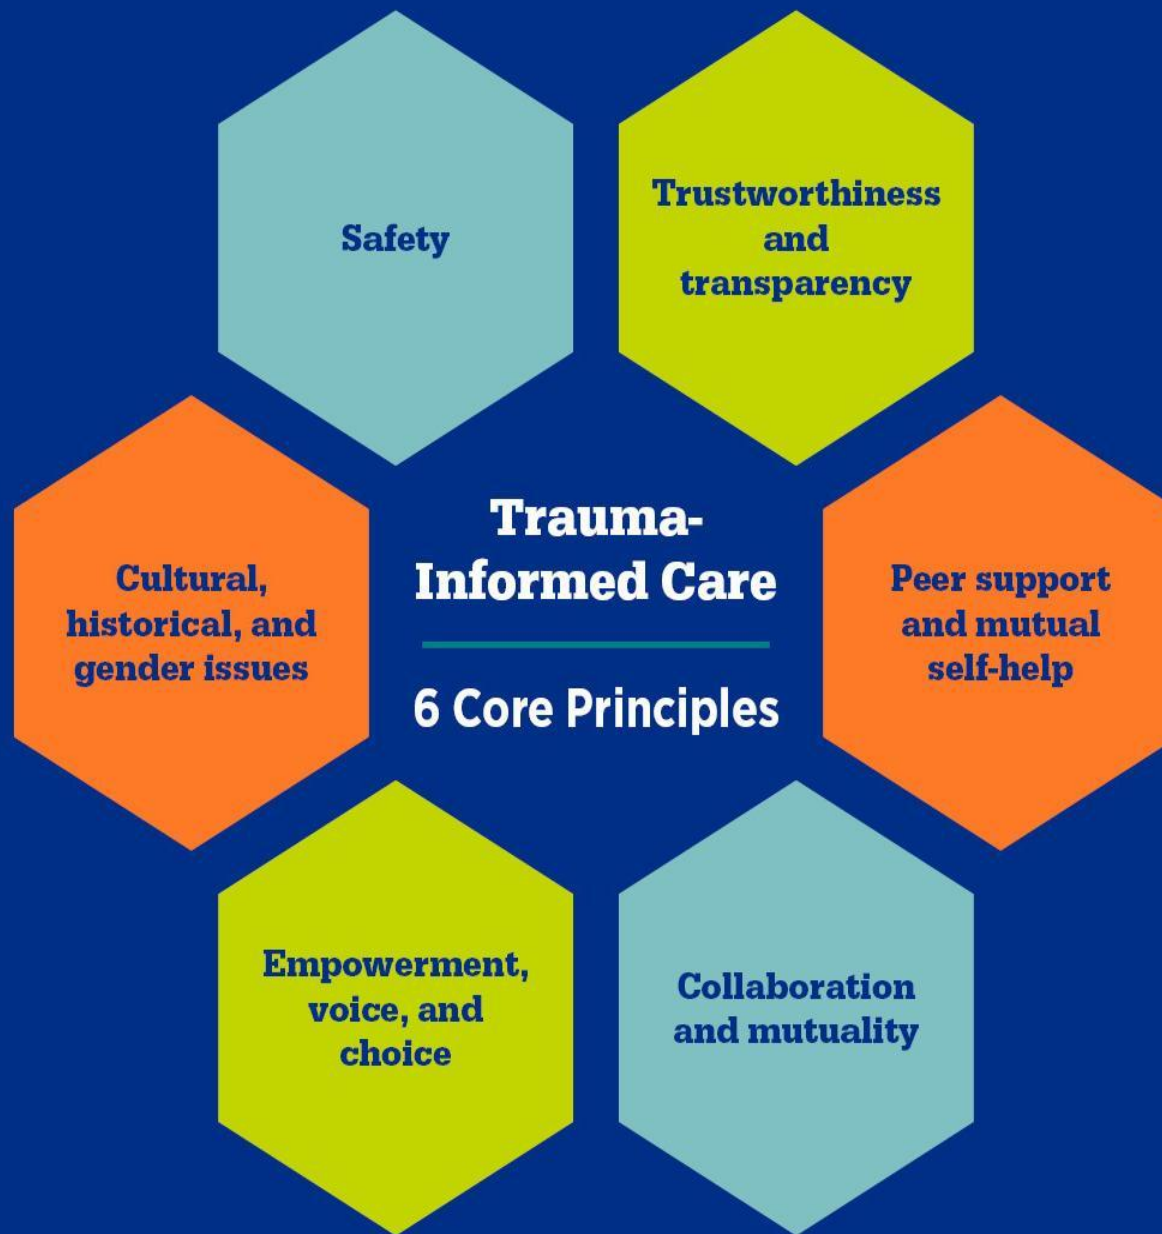 Safety
Trustworthiness
and
transparency
Cultural,
historical, and
gender issues
Trauma-
Informed Care
6 Core Principles
Peer support
and mutual
self-help
Empowerment,
voice, and
choice
Collaboration
and mutuality